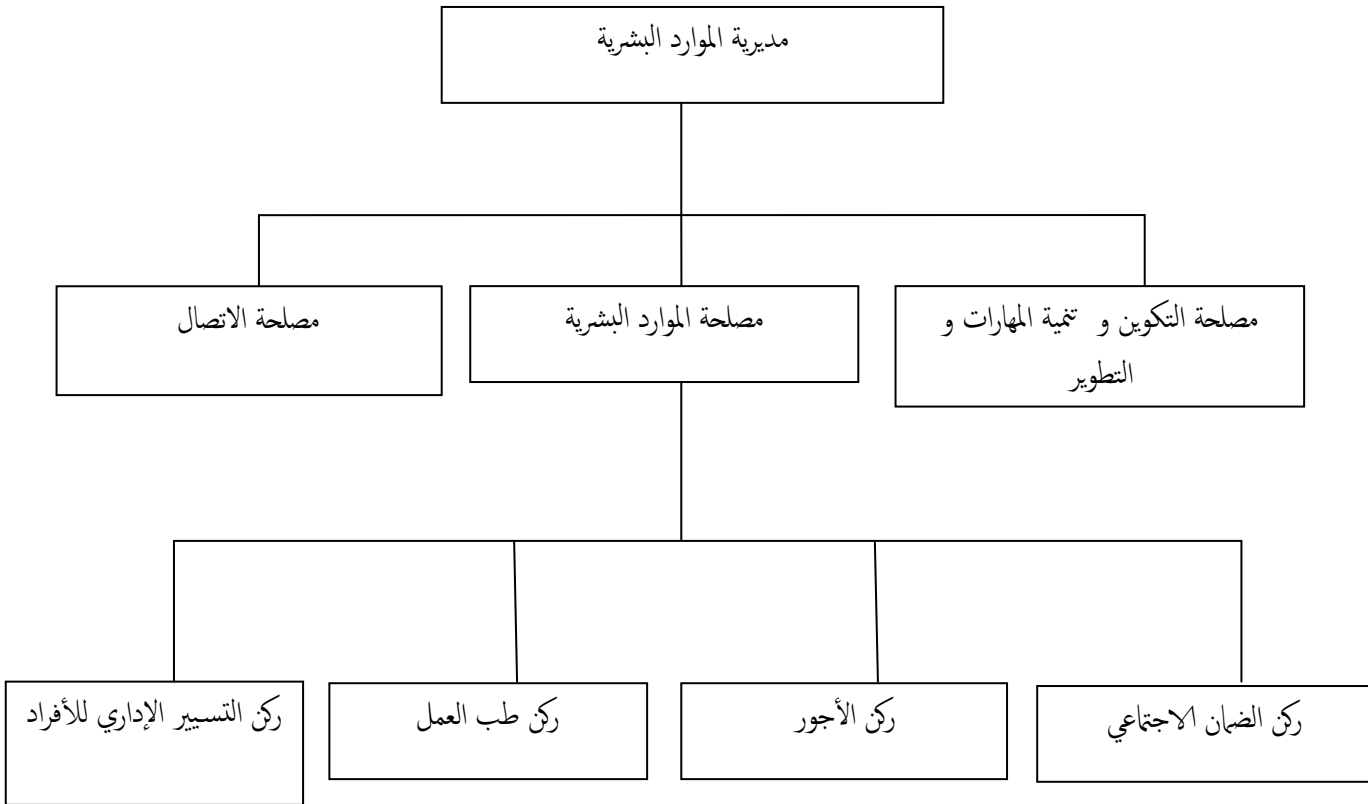 مديرية الموارد البشرية
مصلحة التكوين و تنمية المهارات و
التطوير
مصلحة الموارد البشرية
مصلحة الاتصال
ركن الضمان الاجتماعي
ركن الأجور
ركن طب العمل
ركن التسيير الإداري للأفراد